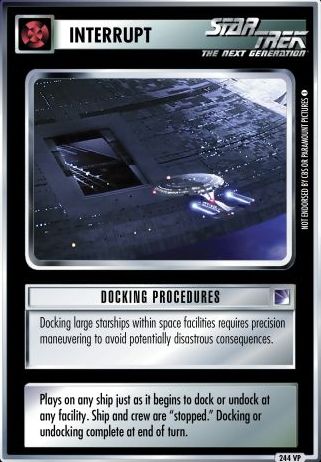 INTERRUPT
STAR TREK
THE NEXT GENERATION
NOT ENDORSED BY CBS OR PARAMOUNT PICTURES
DOCKING PROCEDURES
Docking large starships within space facilities requires precision
maneuvering to avoid potentially disastrous consequences.
Plays on any ship just as it begins to dock or undock at
any facility. Ship and crew are “stopped.” Docking or
undocking complete at end of turn.
244 VP